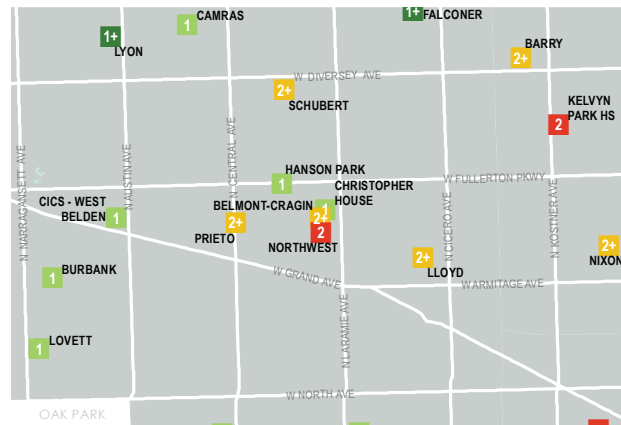 CAMRAS
1
1+
FALCONER
1+
LYON
BARRY
2+
W DIVERSEY AVE
2+
SCHUBERT
KELVYN
PARK HS
2
N NARRAGANSETT AVE
N AUSTIN AVE
N CENTRAL AVE
HANSON PARK
1
W FULLERTON PKWY
CHRISTOPHER
HOUSE
CICS - WEST
BELDEN
1
BELMONT-CRAGIN
1
2+
2
2+
PRIETO
NORTHWEST
N CICERO AVE
N KOSTNER AVE
2+
NIXON
2+
LLOYD
1
BURBANK
W GRAND AVE
W ARMITAGE AVE
N LARAMIE AVE
1
LOVETT
W NORTH AVE
OAK PARK